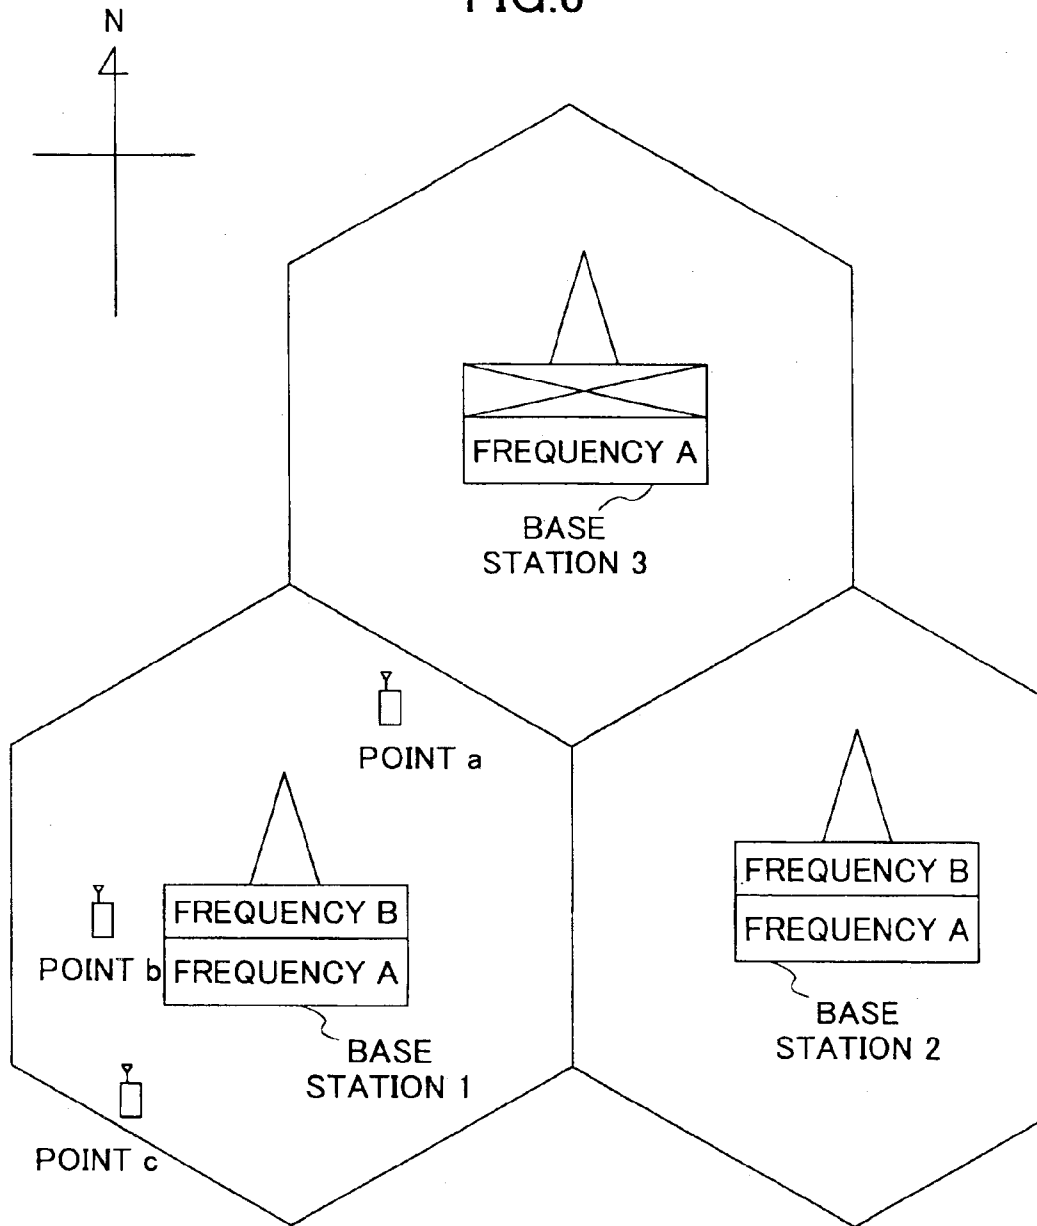 N
FREQUENCY A
BASE
STATION 3
POINT a
FREQUENCY B
FREQUENCY A
BASE
STATION 2
FREQUENCY B
FREQUENCY A
BASE
STATION 1
POINT b
POINT c